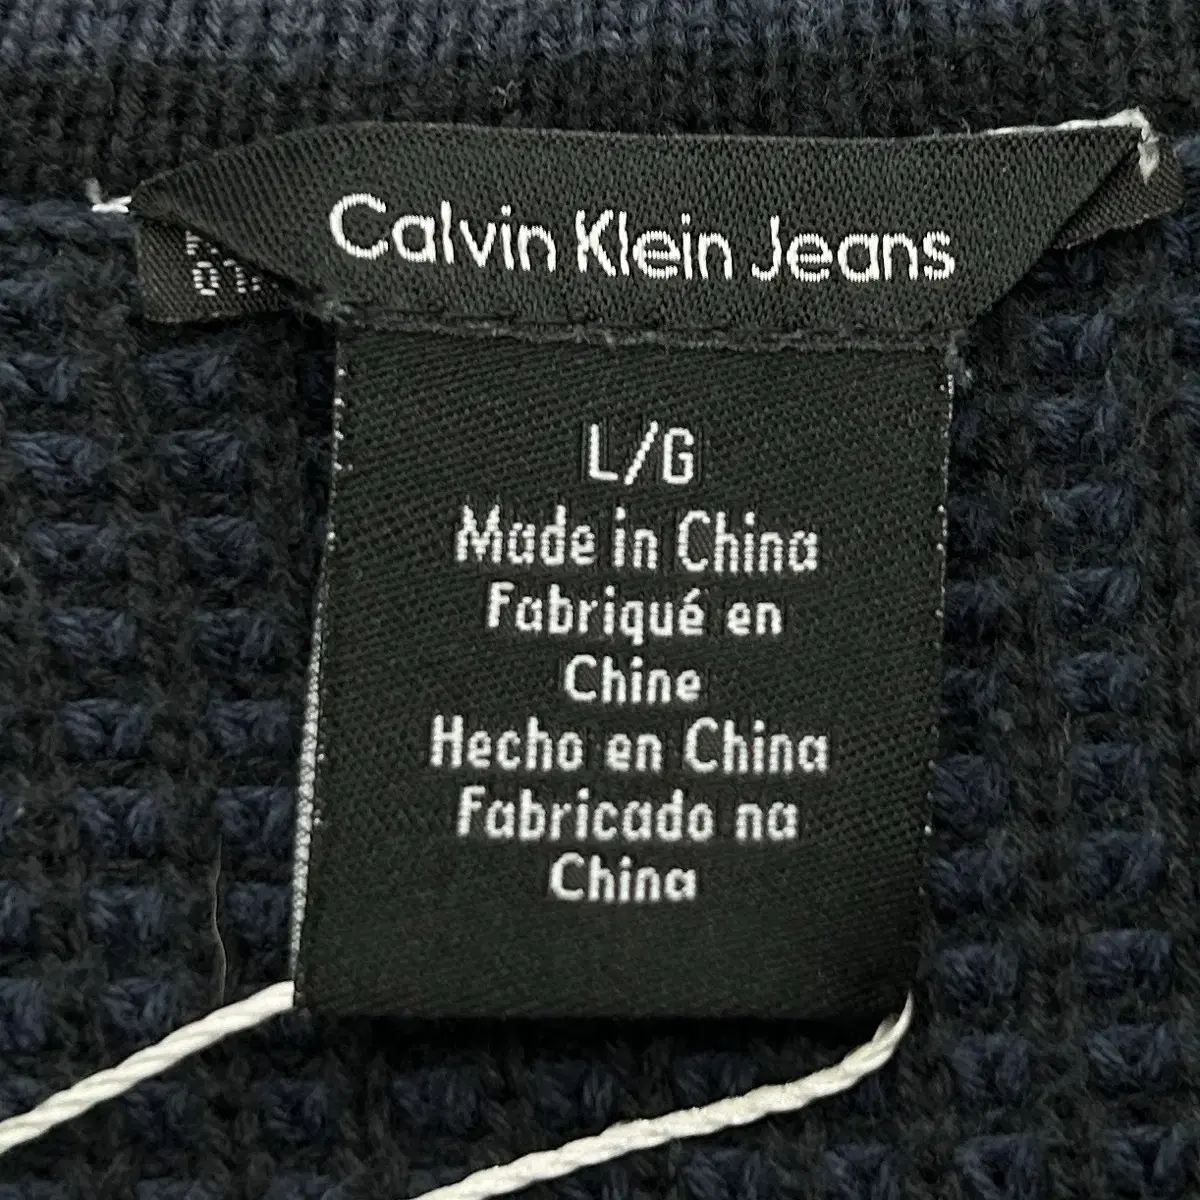 Calvin Klein Jeans
L/G
Made in China
Fabriqué en
Chine
Hecho en China
Fabricado na
China